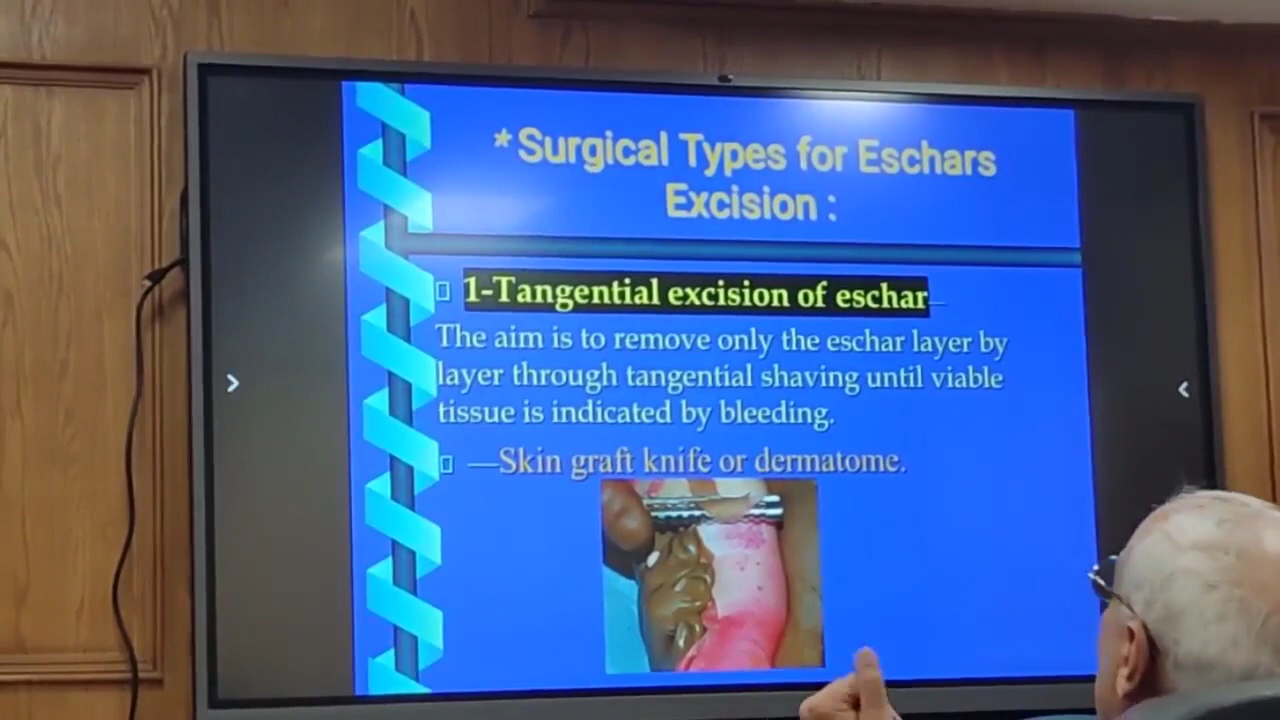 *Surgical Types for Eschars
Excision :
1-Tangential excision of eschar
The aim is to remove only the eschar layer by
layer through tangential shaving until viable
tissue is indicated by bleeding.
—Skin graft knife or dermatome.